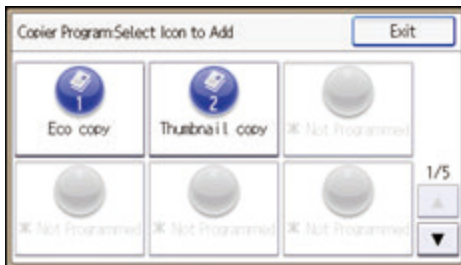 Copier Program:Select Icon to Add
Exit
1
2
Eco copy
Thumbnail copy
✱ Not Programmed
1/5
✱ Not Programmed
✱ Not Programmed
✱ Not Programmed